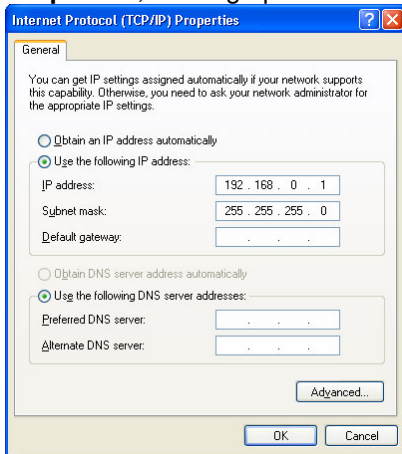 Internet Protocol (TCP/IP) Properties
General
You can get IP settings assigned automatically if your network supports
this capability. Otherwise, you need to ask your network administrator for
the appropriate IP settings.
Obtain an IP address automatically
Use the following IP address:
IP address: 192 . 168 . 0 . 1
Subnet mask: 255 . 255 . 255 . 0
Default gateway: . . .
Obtain DNS server address automatically
Use the following DNS server addresses:
Preferred DNS server: . . .
Alternate DNS server: . . .
Advanced...
OK Cancel